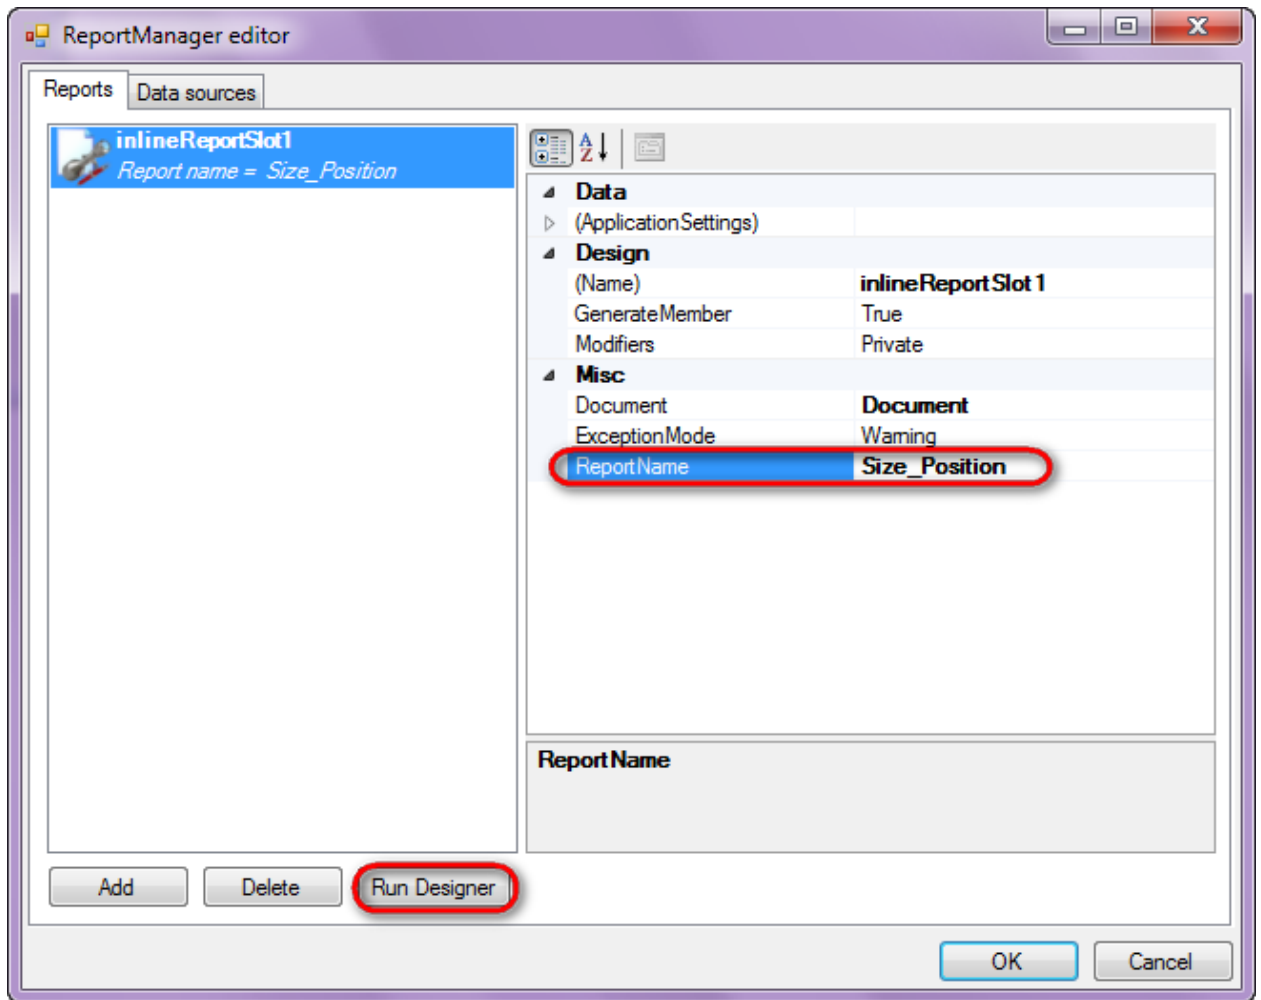 ReportManager editor
Reports
Data sources
inlineReportSlot1
Report name = Size_Position
Data
(ApplicationSettings)
Design
(Name) inlineReportSlot1
GenerateMember True
Modifiers Private
Misc
Document Document
ExceptionMode Warning
ReportName Size_Position
ReportName
Add Delete Run Designer
OK Cancel